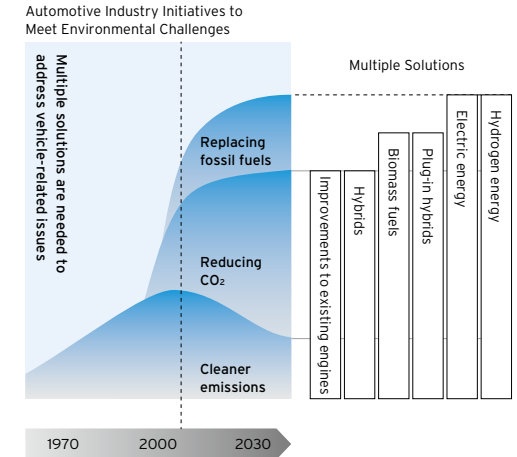 Automotive Industry Initiatives to
Meet Environmental Challenges
Multiple Solutions
Multiple solutions are needed to
address vehicle-related issues
Replacing
fossil fuels
Reducing
CO₂
Cleaner
emissions
Improvements to existing engines
Hybrids
Biomass fuels
Plug-in hybrids
Electric energy
Hydrogen energy
1970 2000 2030